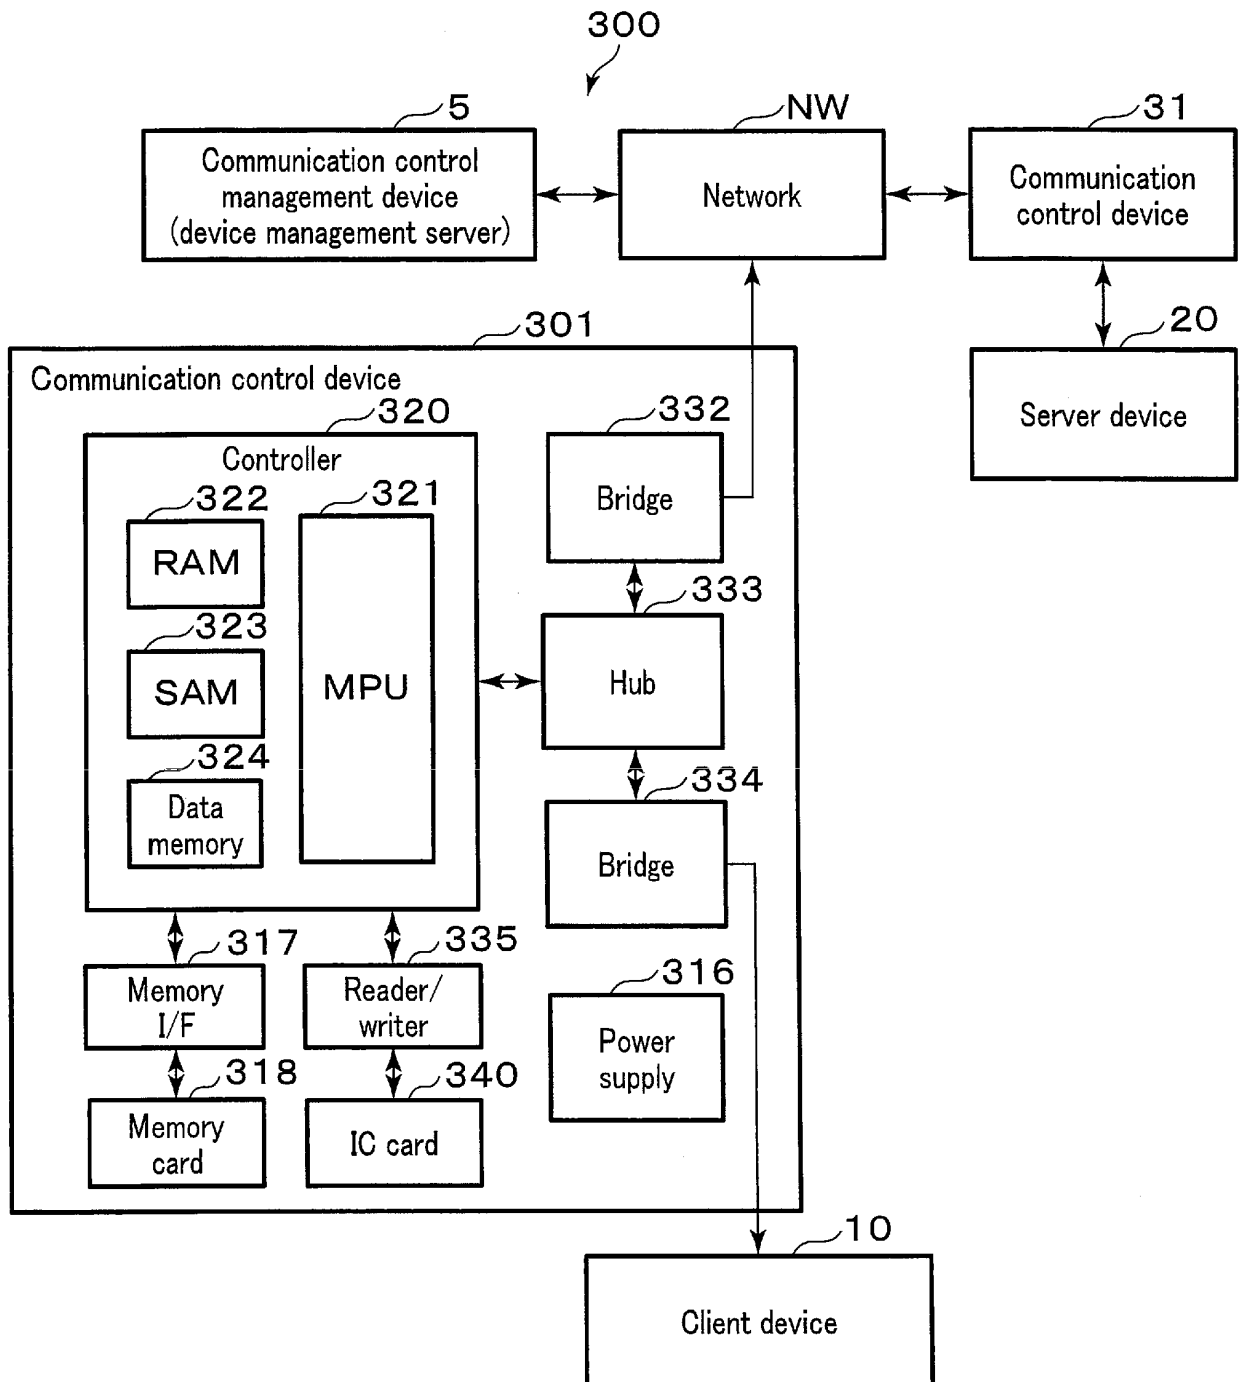 300
5
NW
31
Communication control
management device
(device management server)
Network
Communication
control device
301
20
Communication control device
Server device
320
332
Controller
322
321
Bridge
RAM
333
323
SAM
MPU
Hub
324
334
Data
memory
Bridge
317
335
316
Memory
I/F
Reader/
writer
Power
supply
318
340
Memory
card
IC card
10
Client device